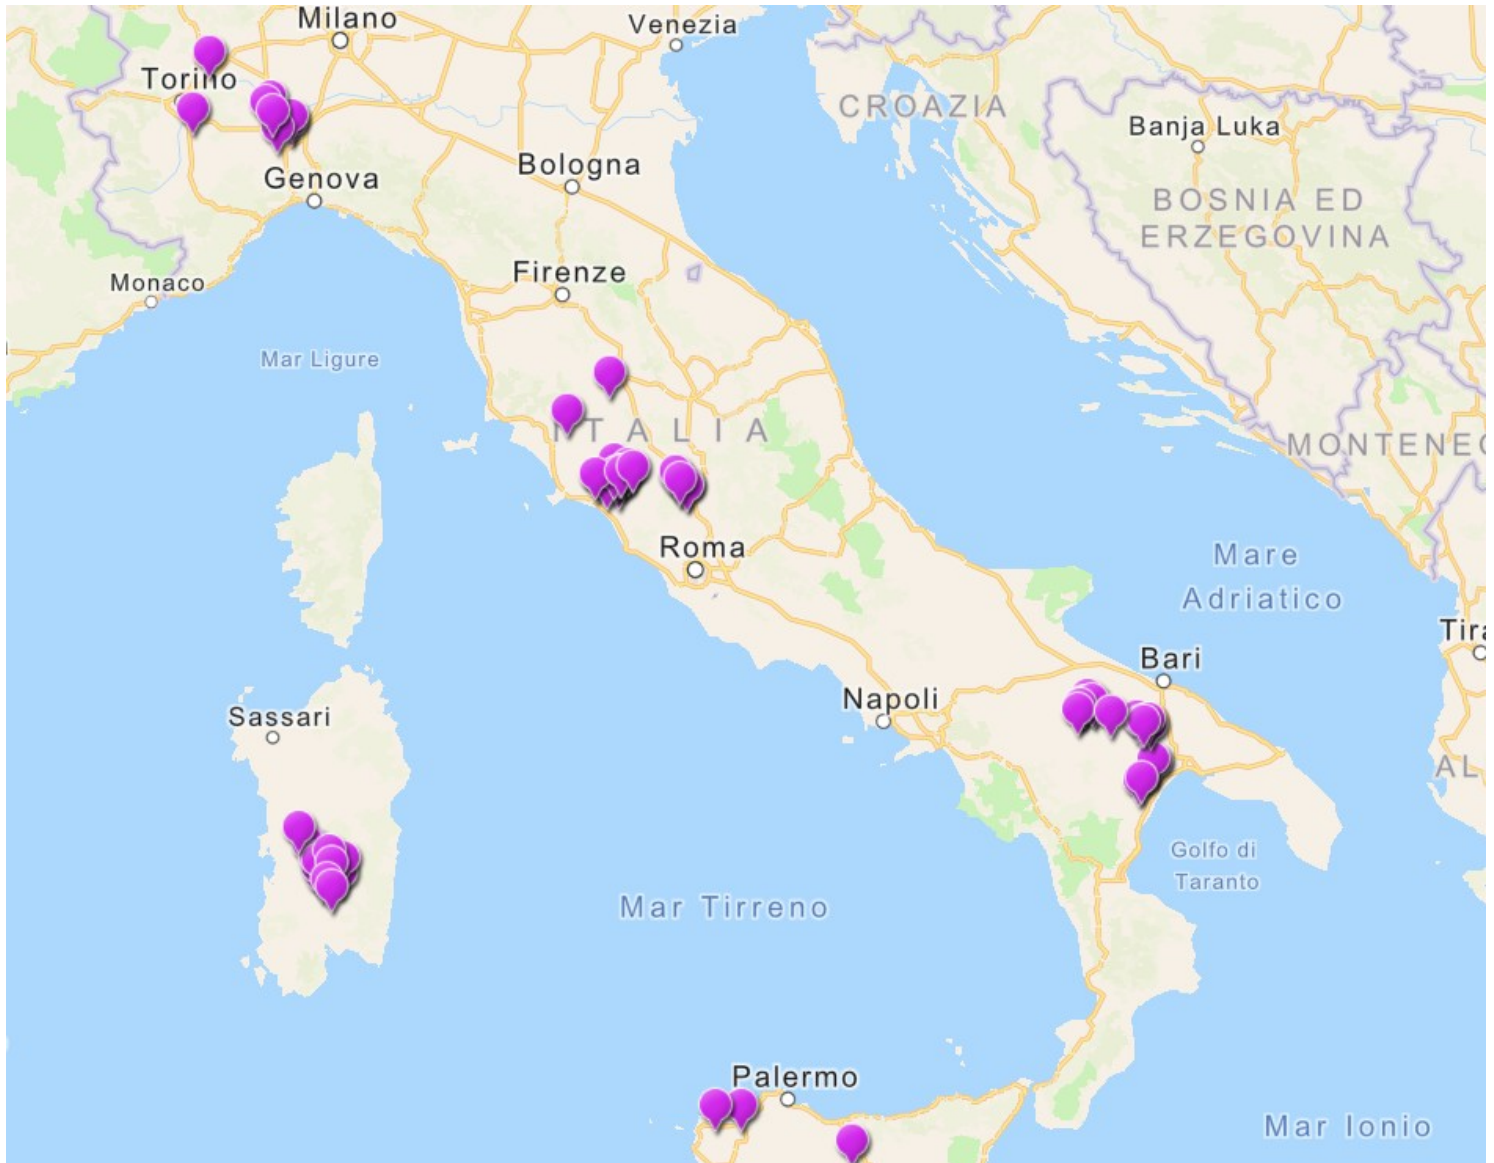 Milano
Venezia
Torino
CROAZIA
Banja Luka
Bologna
Genova
BOSNIA ED
ERZEGOVINA
Firenze
Monaco
Mar Ligure
ITALIA
MONTENEG
Roma
Mare
Adriatico
Tira
Bari
Napoli
Sassari
AL
Golfo di
Taranto
Mar Tirreno
Palermo
Mar Ionio